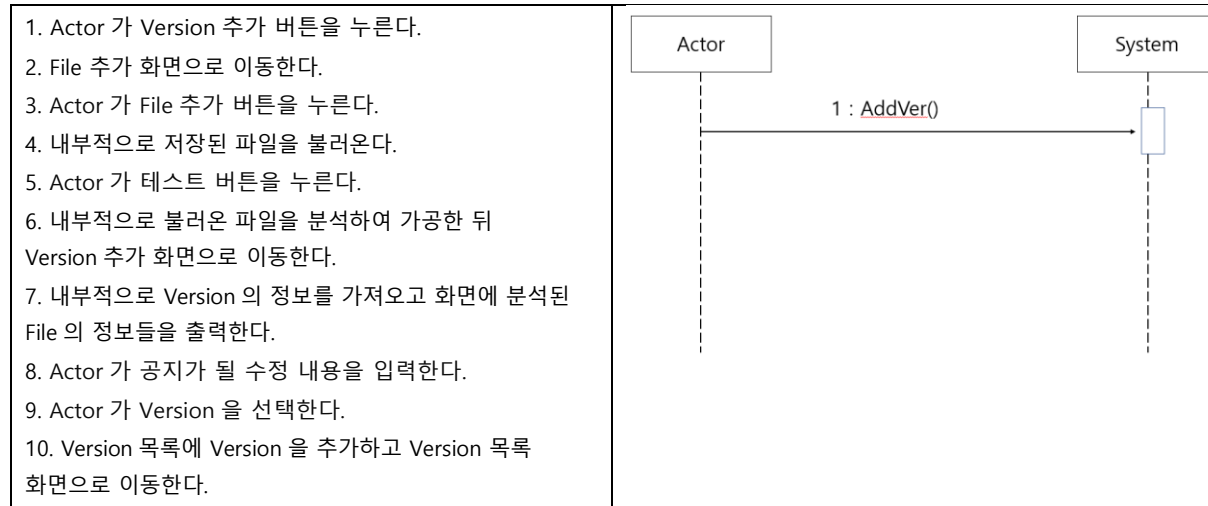 1. Actor 가 Version 추가 버튼을 누른다.
2. File 추가 화면으로 이동한다.
3. Actor 가 File 추가 버튼을 누른다.
4. 내부적으로 저장된 파일을 불러온다.
5. Actor 가 테스트 버튼을 누른다.
6. 내부적으로 불러온 파일을 분석하여 가공한 뒤
Version 추가 화면으로 이동한다.
7. 내부적으로 Version 의 정보를 가져오고 화면에 분석된
File 의 정보들을 출력한다.
8. Actor 가 공지가 될 수정 내용을 입력한다.
9. Actor 가 Version 을 선택한다.
10. Version 목록에 Version 을 추가하고 Version 목록
화면으로 이동한다.
Actor
System
1 : AddVer()